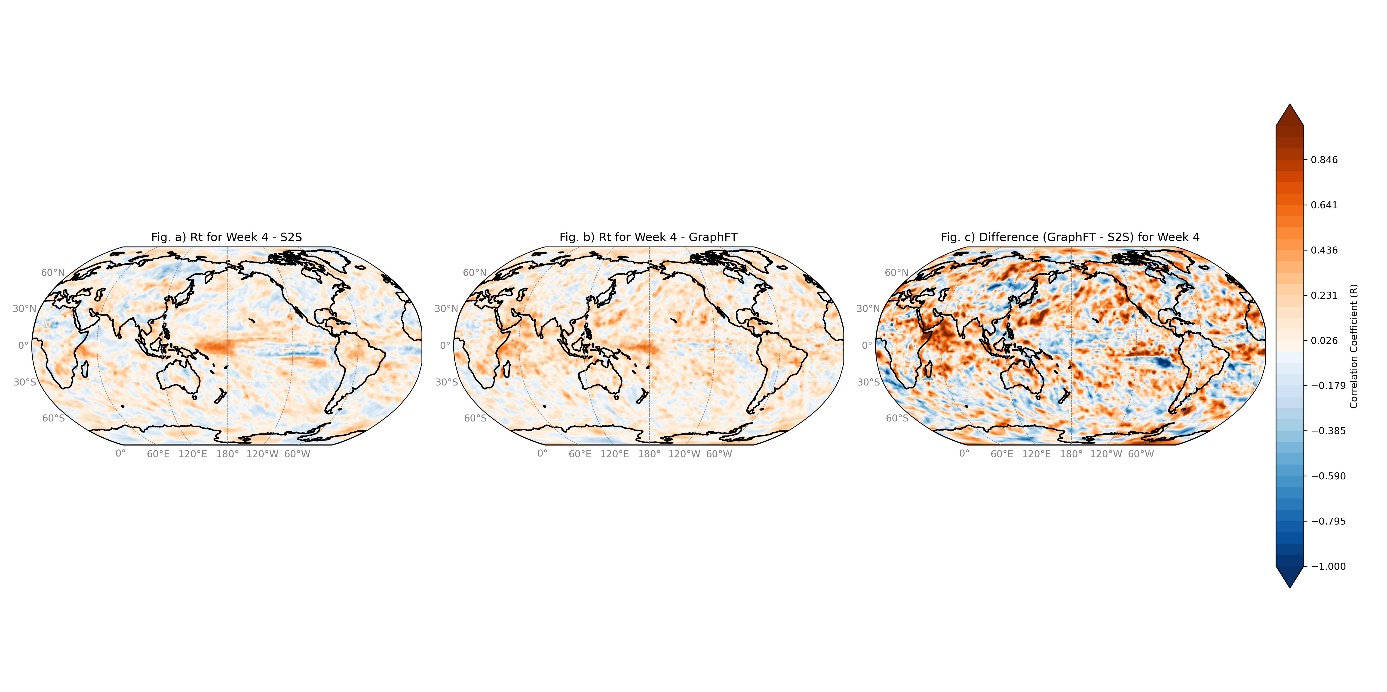 Fig. a) Rt for Week 4 - S2S
60°N
30°N
0°
30°S
60°S
0° 60°E 120°E 180° 120°W 60°W
Fig. b) Rt for Week 4 - GraphFT
60°N
30°N
0°
30°S
60°S
0° 60°E 120°E 180° 120°W 60°W
Fig. c) Difference (GraphFT - S2S) for Week 4
60°N
30°N
0°
30°S
60°S
0° 60°E 120°E 180° 120°W 60°W
0.846
0.641
0.436
0.231
0.026
−0.179
−0.385
−0.590
−0.795
−1.000
Correlation Coefficient (R)